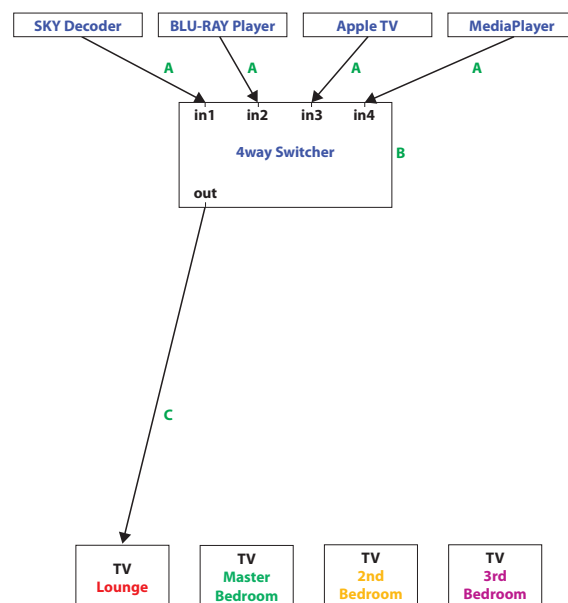 SKY Decoder
BLU-RAY Player
Apple TV
MediaPlayer
A
A
A
A
in1
in2
in3
in4
4way Switcher
B
out
C
TV
Lounge
TV
Master
Bedroom
TV
2nd
Bedroom
TV
3rd
Bedroom